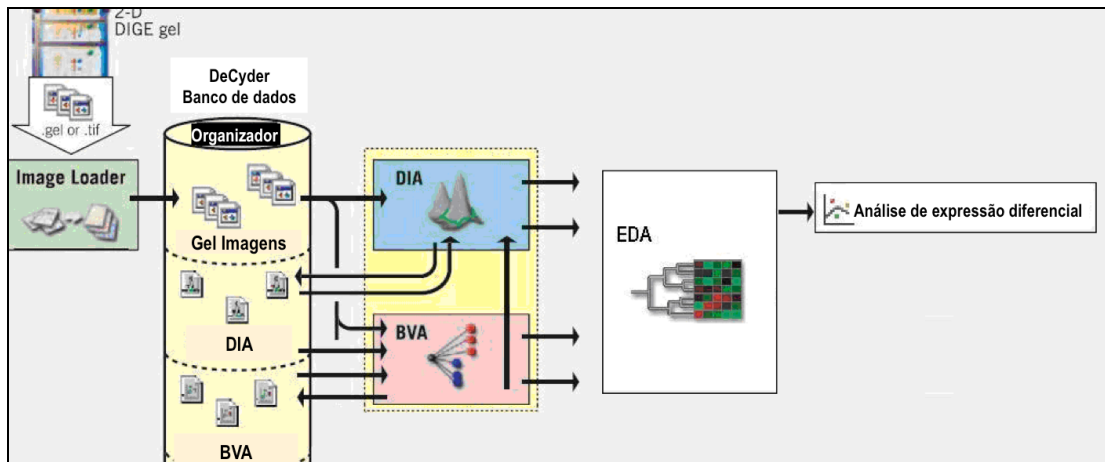 2-D
DIGE gel
.gel or .tif
Image Loader
DeCyder
Banco de dados
Organizador
Gel Imagens
DIA
BVA
DIA
BVA
EDA
Análise de expressão diferencial